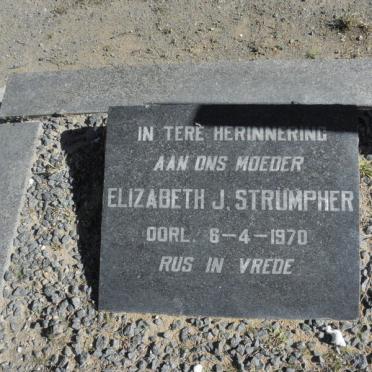 IN TERE HERINNERING
AAN ONS MOEDER
ELIZABETH J. STRUMPHER
OORL. 6-4-1970
RUS IN VREDE